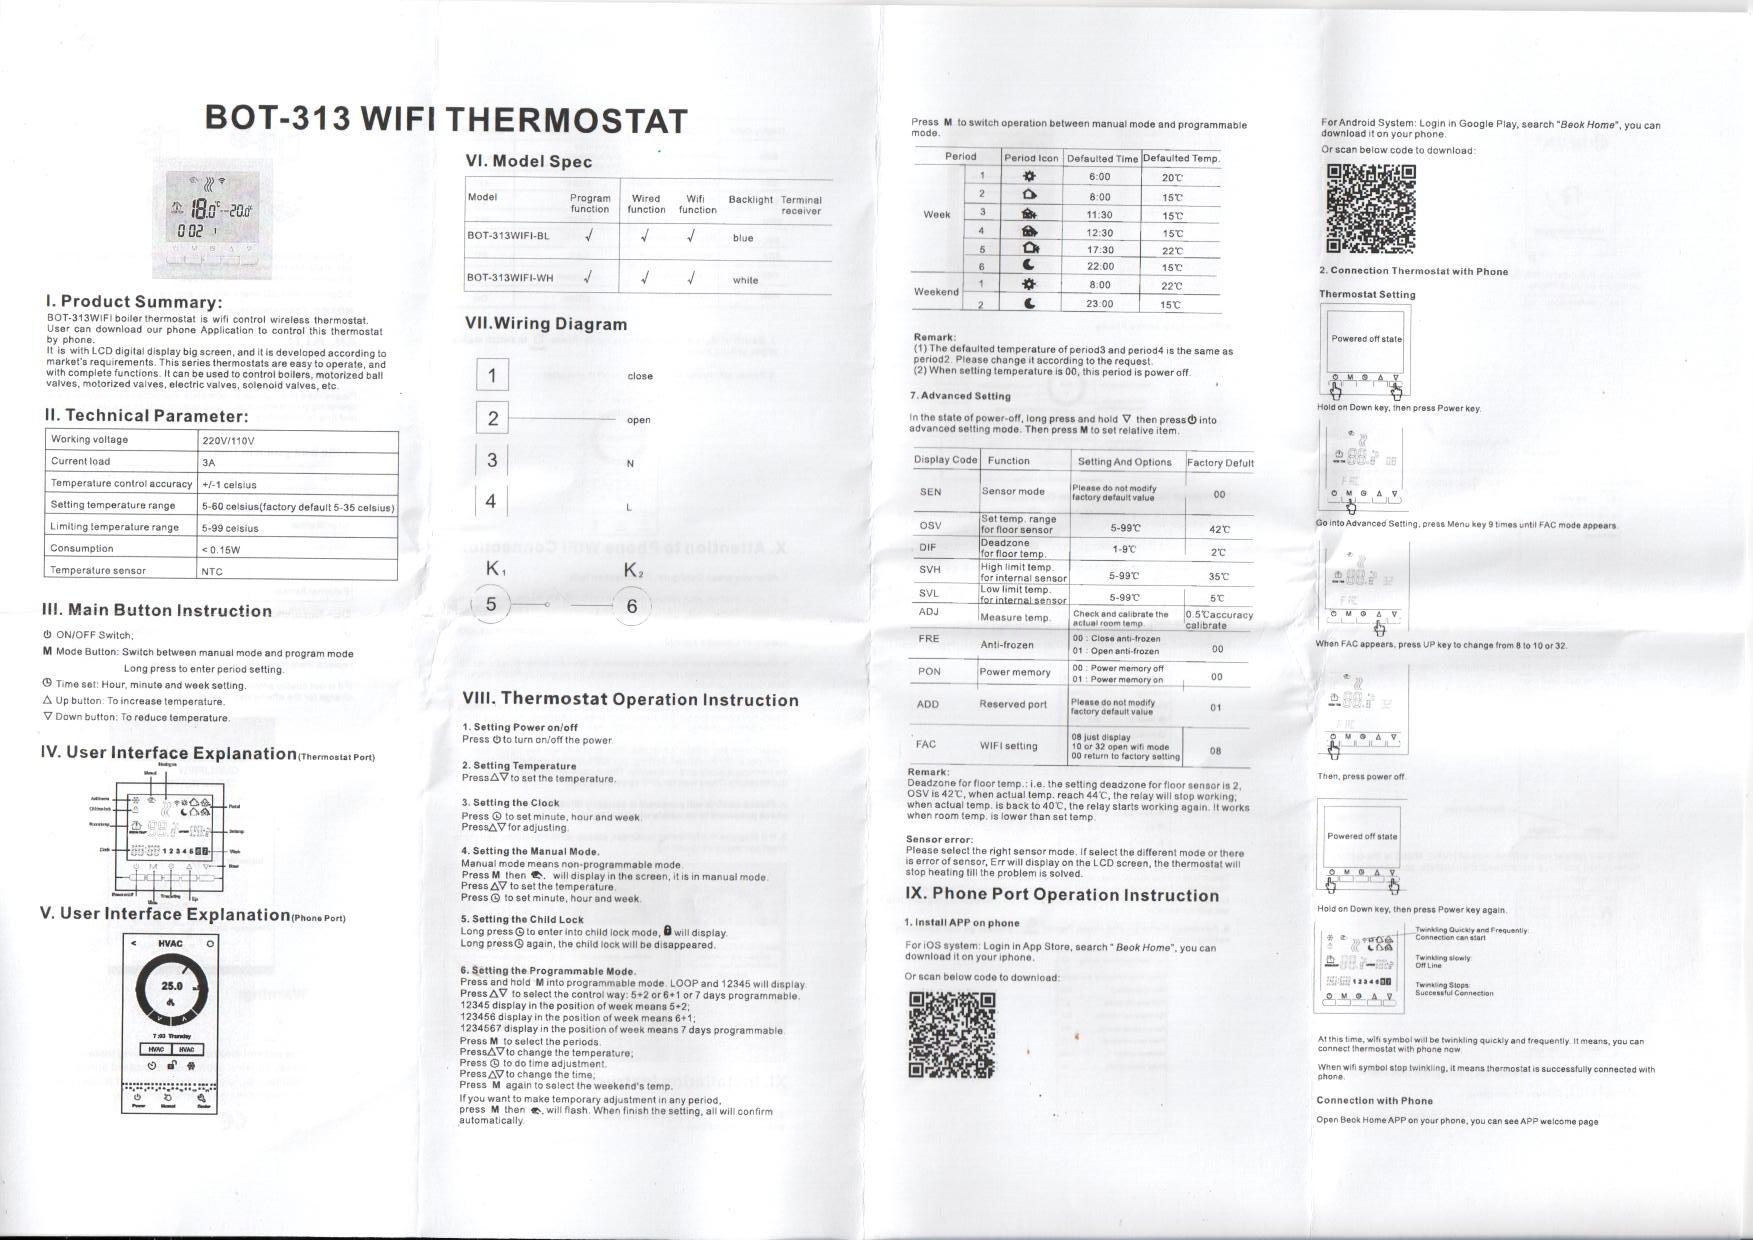 BOT-313 WIFI THERMOSTAT
18.0° 20.0°
002 1
I. Product Summary:
BOT-313WIFI boiler thermostat is wifi control wireless thermostat.
User can download our phone Application to control this thermostat
by phone.
It is with LCD digital display big screen, and it is developed according to
market's requirements. This series thermostats are easy to operate, and
with complete functions. It can be used to control boilers, motorized ball
valves, motorized valves, electric valves, solenoid valves, etc.
II. Technical Parameter:
Working voltage 220V/110V
Current load 3A
Temperature control accuracy +/-1 celsius
Setting temperature range 5-60 celsius(factory default 5-35 celsius)
Limiting temperature range 5-99 celsius
Consumption < 0.15W
Temperature sensor NTC
III. Main Button Instruction
ON/OFF Switch;
M Mode Button: Switch between manual mode and program mode
Long press to enter period setting.
Time set: Hour, minute and week setting.
△ Up button: To increase temperature.
▽ Down button: To reduce temperature.
IV. User Interface Explanation(Thermostat Port)
1 2 3 4 5 6 7
M
V. User Interface Explanation(Phone Port)
< HVAC
25.0
7:03 Thursday
HVAC HVAC
Power Manual
VI. Model Spec
Model Program function Wired function Wifi function Backlight Terminal receiver
BOT-313WIFI-BL √ √ √ blue
BOT-313WIFI-WH √ √ √ white
VII.Wiring Diagram
1 close
2 open
3 N
4 L
K1 K2
5 6
VIII. Thermostat Operation Instruction
1. Setting Power on/off
Press to turn on/off the power.
2. Setting Temperature
Press△▽ to set the temperature.
3. Setting the Clock
Press to set minute, hour and week.
Press△▽for adjusting.
4. Setting the Manual Mode.
Manual mode means non-programmable mode.
Press M then , will display in the screen, it is in manual mode.
Press △▽ to set the temperature.
Press to set minute, hour and week.
5. Setting the Child Lock
Long press to enter into child lock mode, will display.
Long press again, the child lock will be disappeared.
6. Setting the Programmable Mode.
Press and hold M into programmable mode. LOOP and 12345 will display.
Press△▽ to select the control way: 5+2 or 6+1 or 7 days programmable.
12345 display in the position of week means 5+2;
123456 display in the position of week means 6+1;
1234567 display in the position of week means 7 days programmable.
Press M to select the periods.
Press△▽to change the temperature;
Press to do time adjustment.
Press△▽to change the time;
Press M again to select the weekend's temp.
If you want to make temporary adjustment in any period,
press M then , will flash. When finish the setting, all will confirm
automatically.
Press M to switch operation between manual mode and programmable
mode.
Period Period Icon Defaulted Time Defaulted Temp.
Week
1 6:00 20℃
2 8:00 15℃
3 11:30 15℃
4 12:30 15℃
5 17:30 22℃
6 22:00 15℃
Weekend
1 8:00 22℃
2 23:00 15℃
Remark:
(1) The defaulted temperature of period3 and period4 is the same as
period2. Please change it according to the request.
(2) When setting temperature is 00, this period is power off.
7. Advanced Setting
In the state of power-off, long press and hold ▽ then press into
advanced setting mode. Then press M to set relative item.
Display Code Function Setting And Options Factory Defult
SEN Sensor mode Please do not modify factory default value 00
OSV Set temp. range for floor sensor 5-99℃ 42℃
DIF Deadzone for floor temp. 1-9℃ 2℃
SVH High limit temp. for internal sensor 5-99℃ 35℃
SVL Low limit temp. for internal sensor 5-99℃ 5℃
ADJ Measure temp. Check and calibrate the actual room temp. 0.5℃accuracy calibrate
FRE Anti-frozen 00 : Close anti-frozen 01 : Open anti-frozen 00
PON Power memory 00 : Power memory off 01 : Power memory on 00
ADD Reserved port Please do not modify factory default value 01
FAC WIFI setting 08 just display 10 or 32 open wifi mode 00 return to factory setting 08
Remark:
Deadzone for floor temp.: i.e. the setting deadzone for floor sensor is 2,
OSV is 42℃, when actual temp. reach 44℃, the relay will stop working;
when actual temp. is back to 40℃, the relay starts working again. It works
when room temp. is lower than set temp.
Sensor error:
Please select the right sensor mode. If select the different mode or there
is error of sensor, Err will display on the LCD screen, the thermostat will
stop heating till the problem is solved.
IX. Phone Port Operation Instruction
1. Install APP on phone
For iOS system: Login in App Store, search " Beok Home", you can
download it on your iphone.
Or scan below code to download:
For Android System: Login in Google Play, search "Beok Home", you can
download it on your phone.
Or scan below code to download:
2. Connection Thermostat with Phone
Thermostat Setting
Powered off state
M △ ▽
Hold on Down key, then press Power key.
FAC
M △ ▽
Go into Advanced Setting, press Menu key 9 times until FAC mode appears.
FAC
M △ ▽
When FAC appears, press UP key to change from 8 to 10 or 32.
FAC
M △ ▽
Then, press power off.
Powered off state
M △ ▽
Hold on Down key, then press Power key again.
Twinkling Quickly and Frequently:
Connection can start
Twinkling slowly:
Off Line
Twinkling Stops:
Successful Connection
1 2 3 4 5 6 7
M △ ▽
At this time, wifi symbol will be twinkling quickly and frequently. It means, you can
connect thermostat with phone now.
When wifi symbol stop twinkling, it means thermostat is successfully connected with
phone.
Connection with Phone
Open Beok Home APP on your phone, you can see APP welcome page